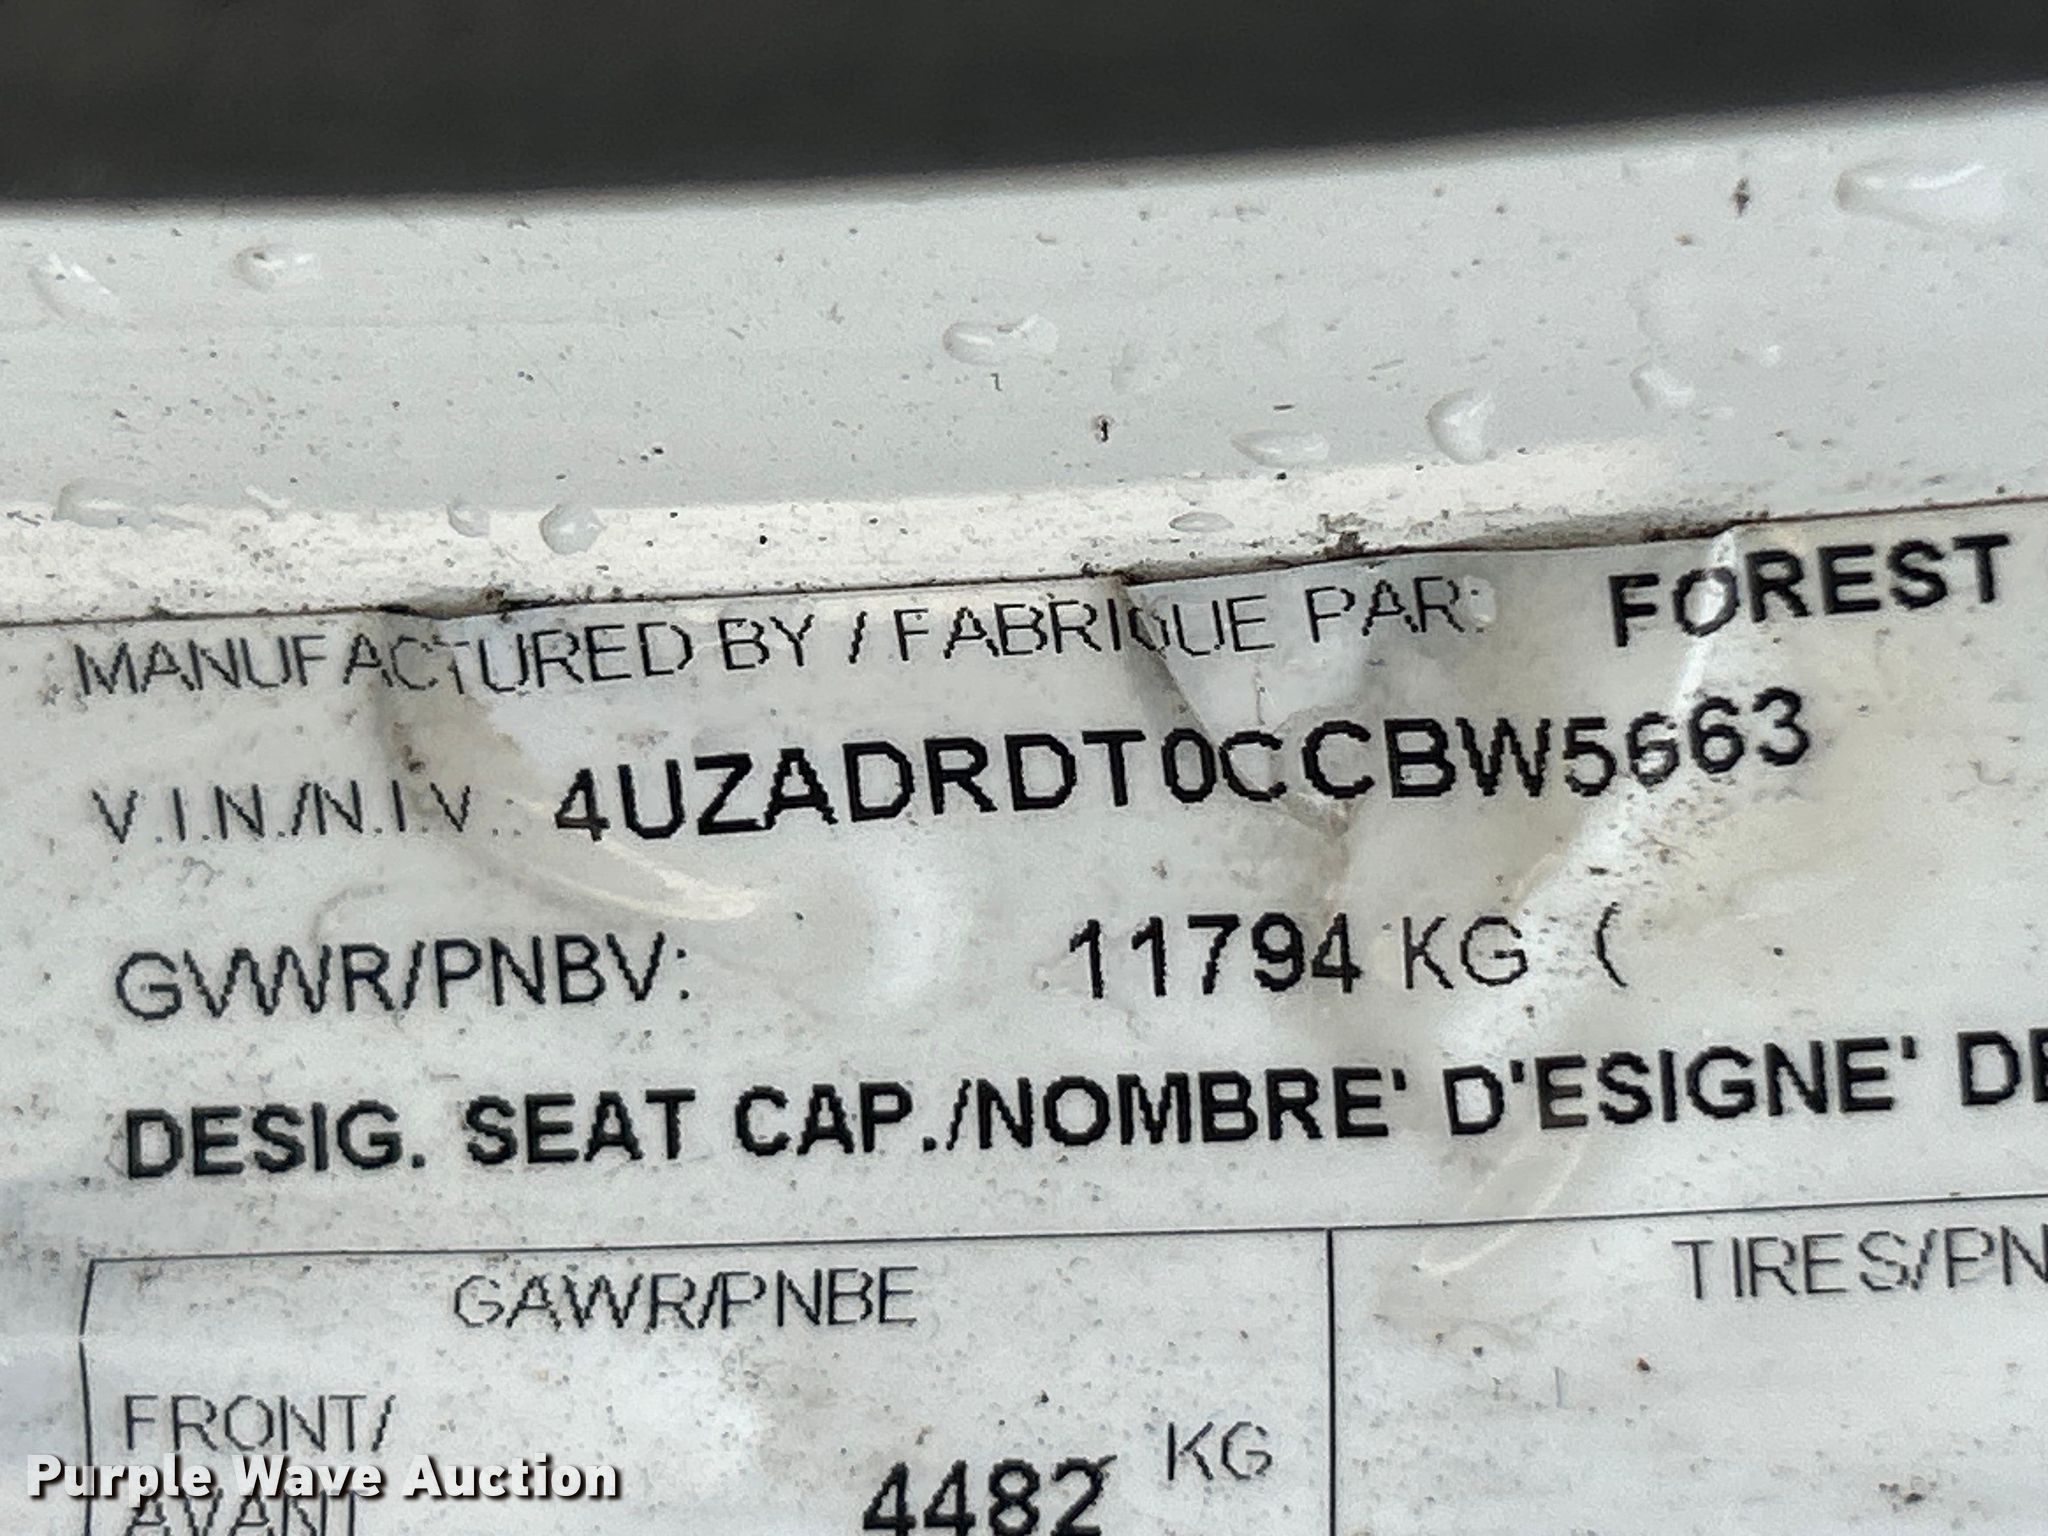 MANUFACTURED BY / FABRIQUE PAR: FOREST
V.I.N./N.I.V.: 4UZADRDT0CCBW5663
GVWR/PNBV: 11794 KG (
DESIG. SEAT CAP./NOMBRE' D'ESIGNE' DE
GAWR/PNBE
TIRES/PN
FRONT/
AVANT
4482 KG
Purple Wave Auction